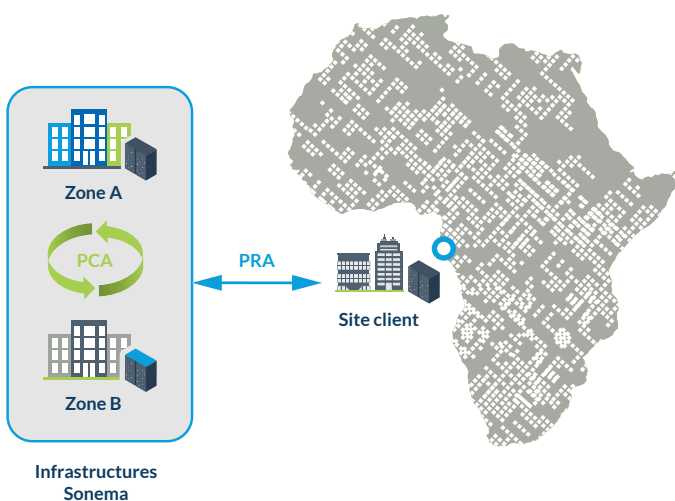 Zone A
PCA
PRA
Site client
Zone B
Infrastructures
Sonema